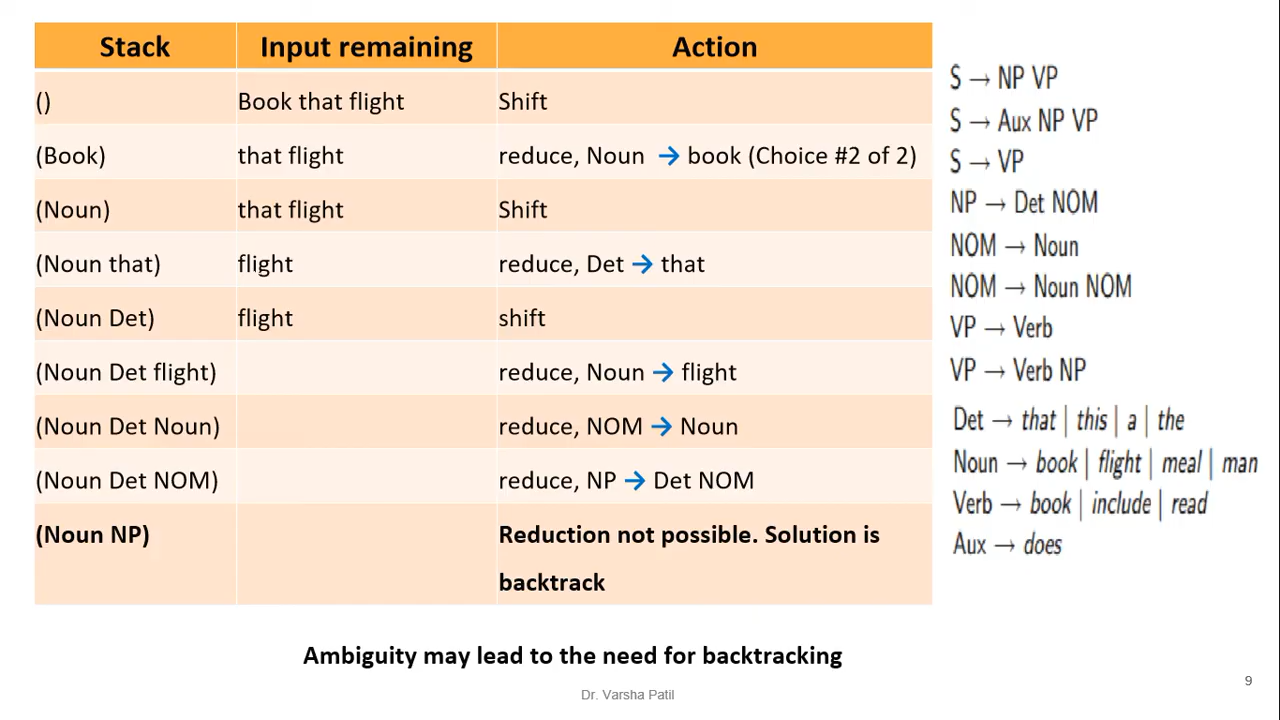 Stack Input remaining Action
() Book that flight Shift
(Book) that flight reduce, Noun → book (Choice #2 of 2)
(Noun) that flight Shift
(Noun that) flight reduce, Det → that
(Noun Det) flight shift
(Noun Det flight) reduce, Noun → flight
(Noun Det Noun) reduce, NOM → Noun
(Noun Det NOM) reduce, NP → Det NOM
(Noun NP) Reduction not possible. Solution is
backtrack
S → NP VP
S → Aux NP VP
S → VP
NP → Det NOM
NOM → Noun
NOM → Noun NOM
VP → Verb
VP → Verb NP
Det → that | this | a | the
Noun → book | flight | meal | man
Verb → book | include | read
Aux → does
Ambiguity may lead to the need for backtracking
Dr. Varsha Patil
9